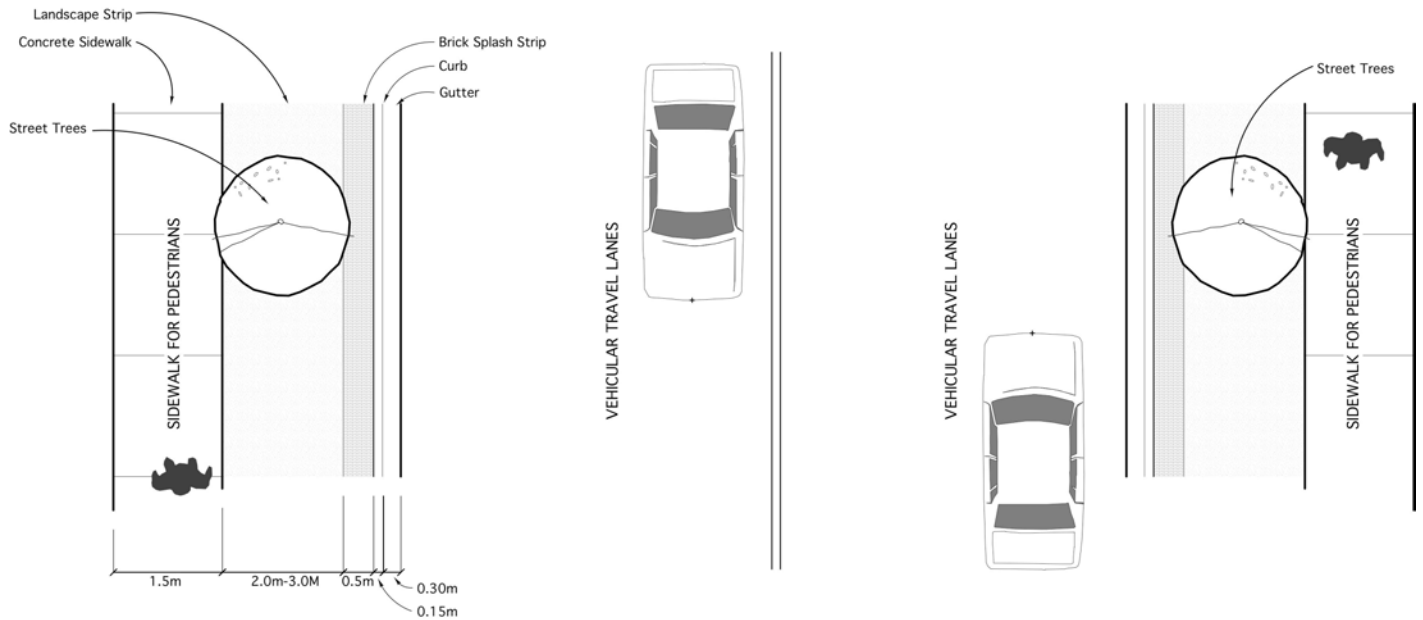 Landscape Strip
Concrete Sidewalk
Street Trees
Brick Splash Strip
Curb
Gutter
SIDEWALK FOR PEDESTRIANS
1.5m
2.0m-3.0M
0.5m
0.30m
0.15m
VEHICULAR TRAVEL LANES
VEHICULAR TRAVEL LANES
Street Trees
SIDEWALK FOR PEDESTRIANS